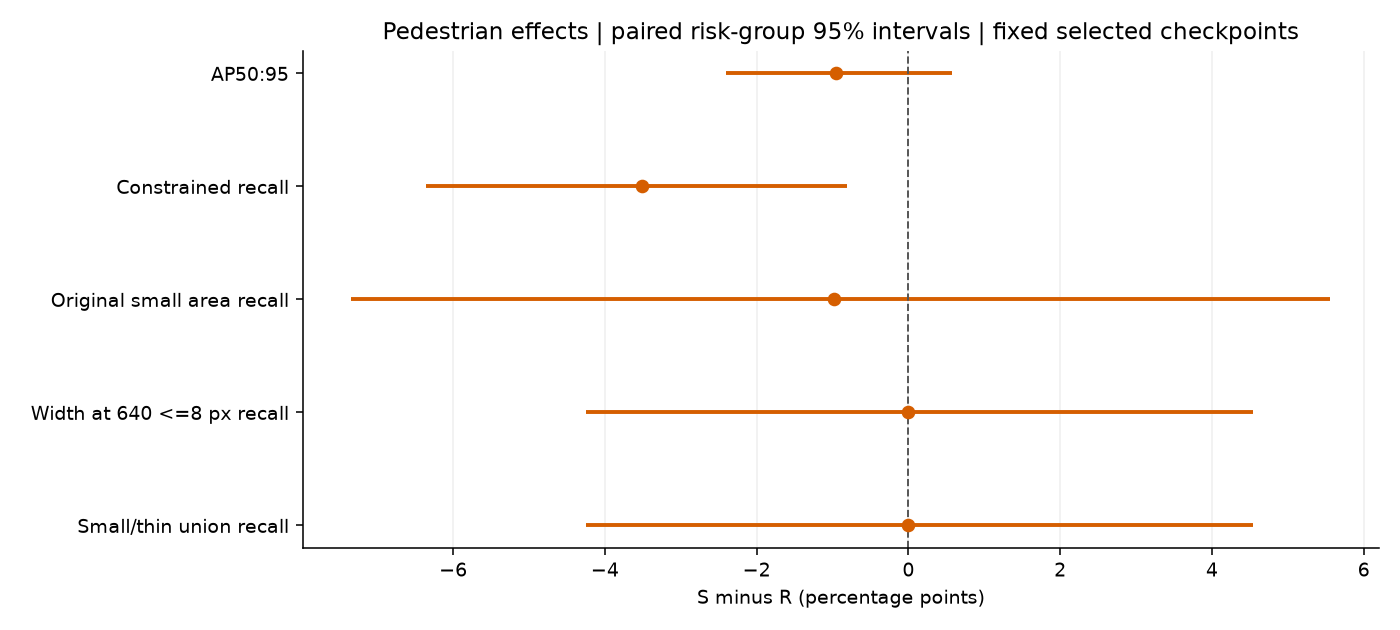 Pedestrian effects | paired risk-group 95% intervals | fixed selected checkpoints
AP50:95
Constrained recall
Original small area recall
Width at 640 <=8 px recall
Small/thin union recall
−6 −4 −2 0 2 4 6
S minus R (percentage points)